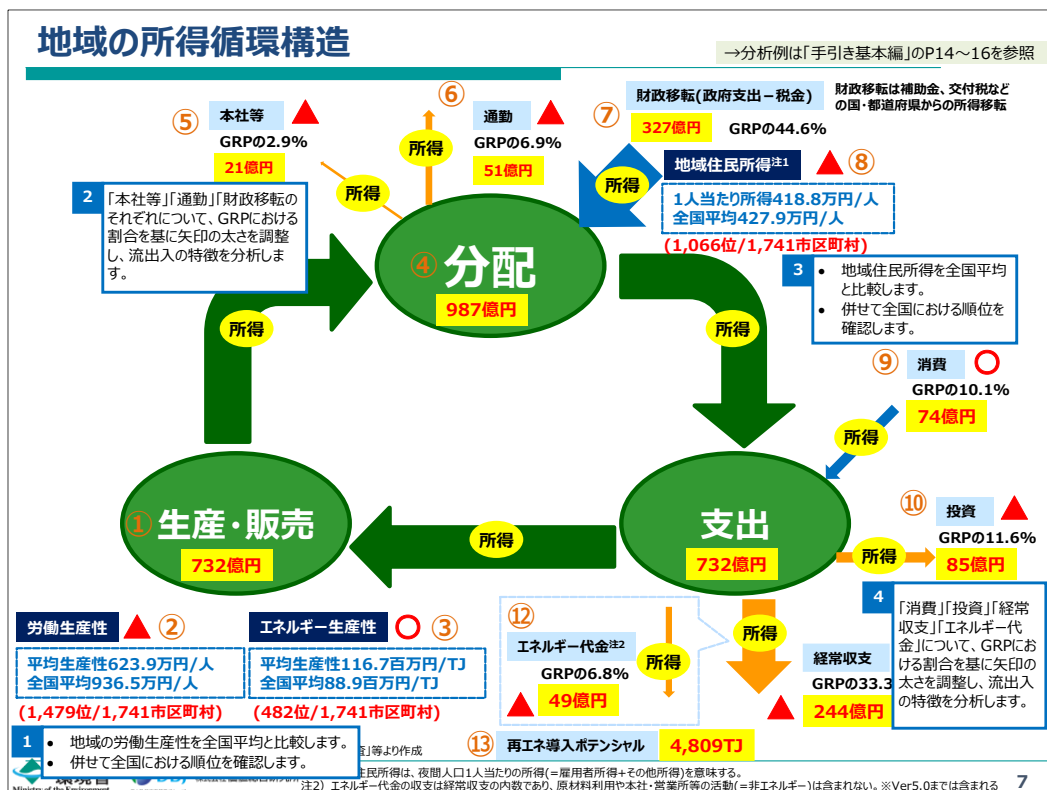 地域の所得循環構造
→分析例は「手引き基本編」のP14～16を参照
⑤
本社等
GRPの2.9%
21億円
所得
⑥
所得
通勤
GRPの6.9%
51億円
⑦
財政移転(政府支出－税金)
327億円
GRPの44.6%
財政移転は補助金、交付税など
の国・都道府県からの所得移転
所得
地域住民所得注1
⑧
1人当たり所得418.8万円/人
全国平均427.9万円/人
(1,066位/1,741市区町村)
2
「本社等」「通勤」「財政移転の
それぞれについて、GRPにおける
割合を基に矢印の太さを調整
し、流出入の特徴を分析しま
す。
④分配
987億円
3
• 地域住民所得を全国平均
と比較します。
• 併せて全国における順位を
確認します。
所得
所得
⑨
消費
GRPの10.1%
74億円
所得
①生産・販売
732億円
所得
支出
732億円
⑩
投資
GRPの11.6%
85億円
所得
労働生産性
②
平均生産性623.9万円/人
全国平均936.5万円/人
(1,479位/1,741市区町村)
エネルギー生産性
③
平均生産性116.7百万円/TJ
全国平均88.9百万円/TJ
(482位/1,741市区町村)
⑫
エネルギー代金注2
GRPの6.8%
49億円
所得
所得
経常収支
GRPの33.3
244億円
4
「消費」「投資」「経常
収支」「エネルギー代
金」について、GRPにお
ける割合を基に矢印の
太さを調整し、流出入
の特徴を分析します。
⑬
再エネ導入ポテンシャル
4,809TJ
1
• 地域の労働生産性を全国平均と比較します。
• 併せて全国における順位を確認します。
」等より作成
住民所得は、夜間人口1人当たりの所得(=雇用者所得+その他所得)を意味する。
注2）エネルギー代金の収支は経常収支の内数であり、原材料利用や本社・営業所等の活動(=非エネルギー)は含まれない。※Ver5.0までは含まれる
7